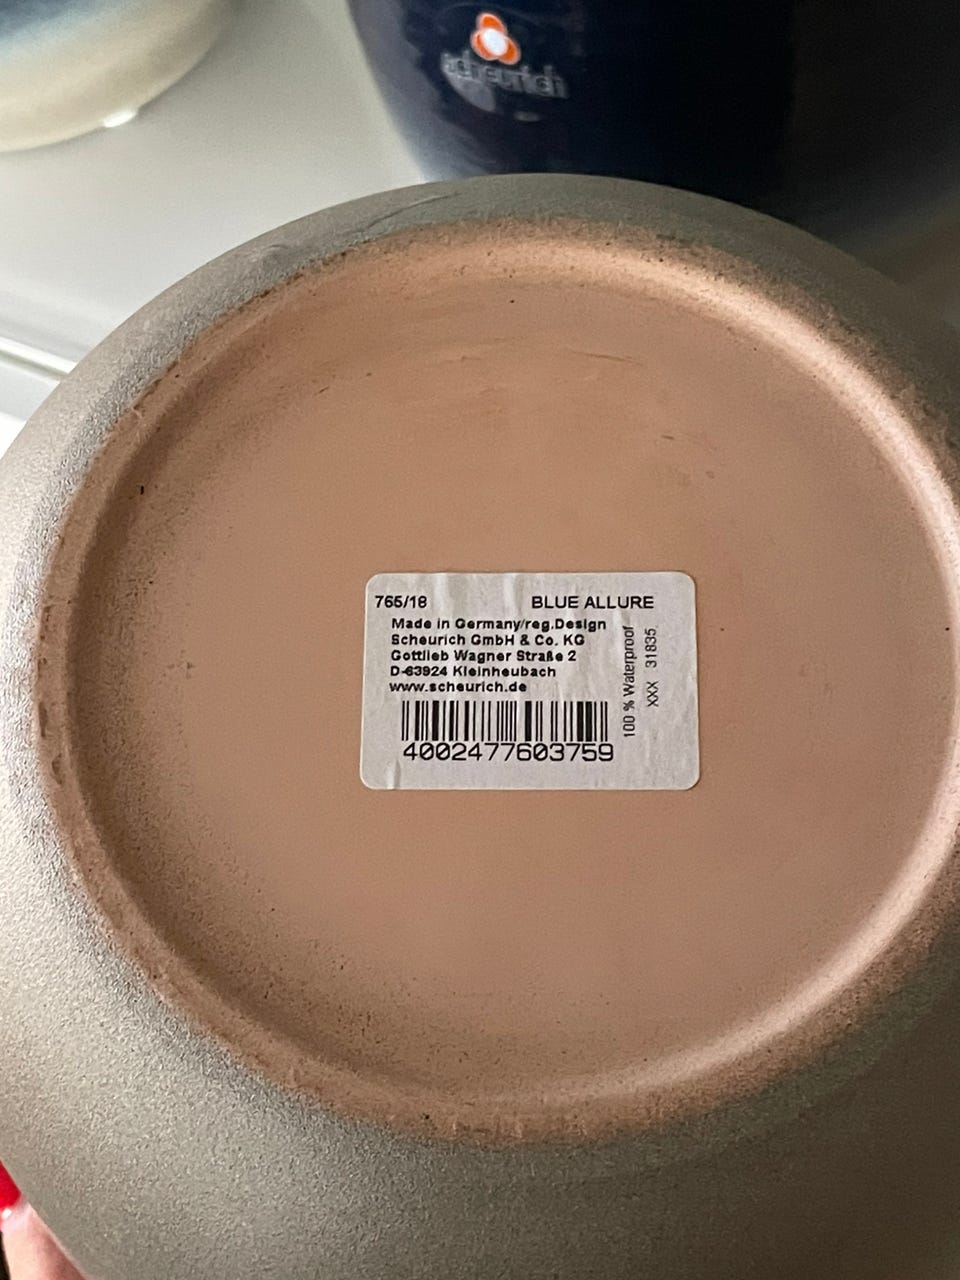 scheurich
765/18 BLUE ALLURE
Made in Germany/reg.Design
Scheurich GmbH & Co. KG
Gottlieb Wagner Straße 2
D-63924 Kleinheubach
www.scheurich.de
4002477603759
100 % Waterproof
XXX 31835